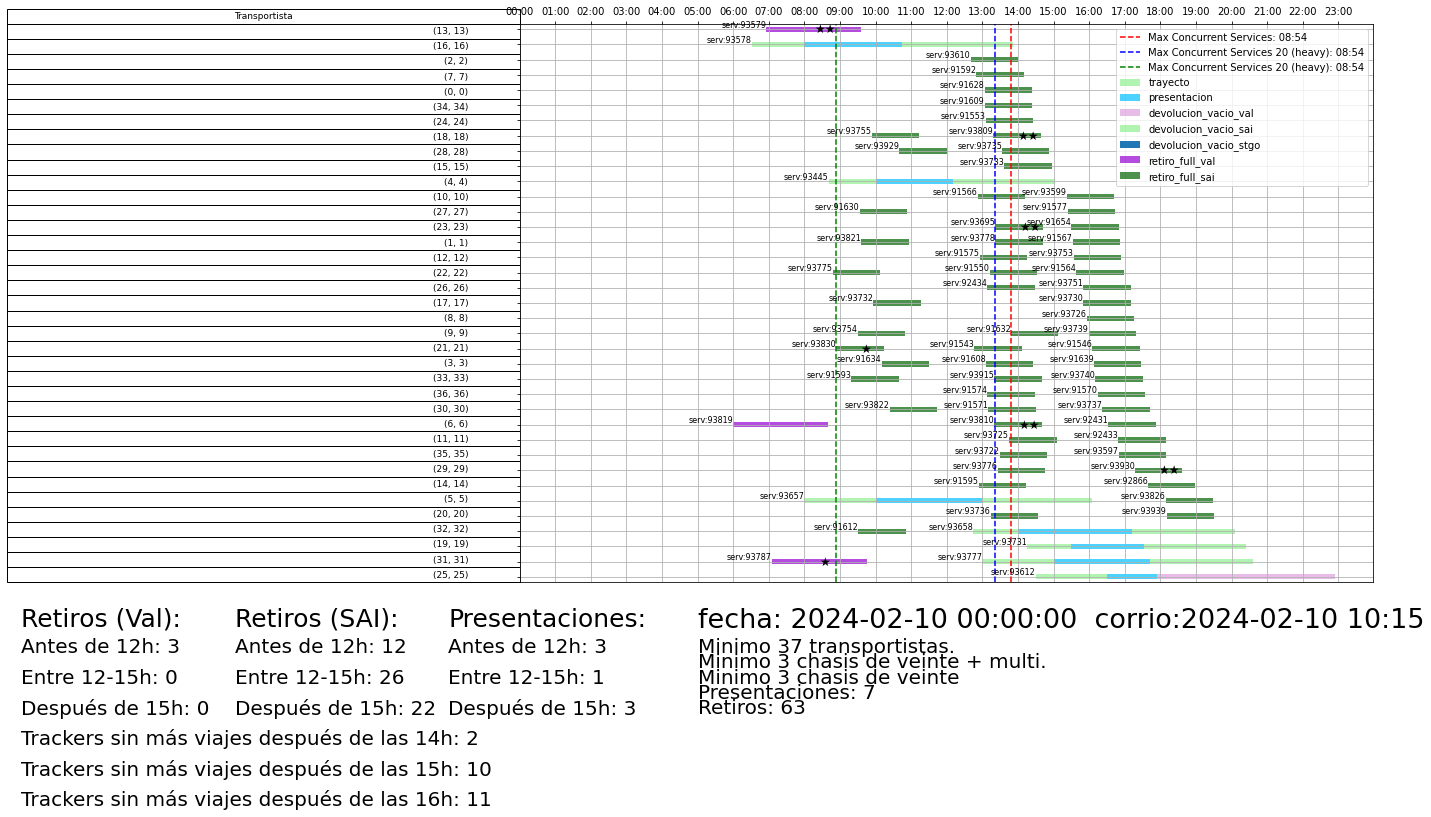 Transportista
00:00 01:00 02:00 03:00 04:00 05:00 06:00 07:00 08:00 09:00 10:00 11:00 12:00 13:00 14:00 15:00 16:00 17:00 18:00 19:00 20:00 21:00 22:00 23:00
Max Concurrent Services: 08:54
Max Concurrent Services 20 (heavy): 08:54
Max Concurrent Services 20 (heavy): 08:54
trayecto
presentacion
devolucion_vacio_val
devolucion_vacio_sai
devolucion_vacio_stgo
retiro_full_val
retiro_full_sai
(13, 13) serv:93579
(16, 16) serv:93578
(2, 2) serv:93610
(7, 7) serv:91592
(0, 0) serv:91628
(34, 34) serv:91609
(24, 24) serv:91553
(18, 18) serv:93755 serv:93809
(28, 28) serv:93929 serv:93735
(15, 15) serv:93733
(4, 4) serv:93445
(10, 10) serv:91566 serv:93599
(27, 27) serv:91630 serv:91577
(23, 23) serv:93695 serv:91654
(1, 1) serv:93821 serv:93778 serv:91567
(12, 12) serv:91575 serv:93753
(22, 22) serv:93775 serv:91550 serv:91564
(26, 26) serv:92434 serv:93751
(17, 17) serv:93732 serv:93730
(8, 8) serv:93726
(9, 9) serv:93754 serv:91632 serv:93739
(21, 21) serv:93830 serv:91543 serv:91546
(3, 3) serv:91634 serv:91608 serv:91639
(33, 33) serv:91593 serv:93915 serv:93740
(36, 36) serv:91574 serv:91570
(30, 30) serv:93822 serv:91571 serv:93737
(6, 6) serv:93819 serv:93810 serv:92431
(11, 11) serv:93725 serv:92433
(35, 35) serv:93722 serv:93597
(29, 29) serv:93776 serv:93930
(14, 14) serv:91595 serv:92866
(5, 5) serv:93657 serv:93826
(20, 20) serv:93736 serv:93939
(32, 32) serv:91612 serv:93658
(19, 19) serv:93731
(31, 31) serv:93787 serv:93777
(25, 25) serv:93612
Retiros (Val):
Antes de 12h: 3
Entre 12-15h: 0
Después de 15h: 0
Retiros (SAI):
Antes de 12h: 12
Entre 12-15h: 26
Después de 15h: 22
Presentaciones:
Antes de 12h: 3
Entre 12-15h: 1
Después de 15h: 3
Trackers sin más viajes después de las 14h: 2
Trackers sin más viajes después de las 15h: 10
Trackers sin más viajes después de las 16h: 11
fecha: 2024-02-10 00:00:00 corrio:2024-02-10 10:15
Minimo 37 transportistas.
Minimo 3 chasis de veinte + multi.
Minimo 3 chasis de veinte
Presentaciones: 7
Retiros: 63